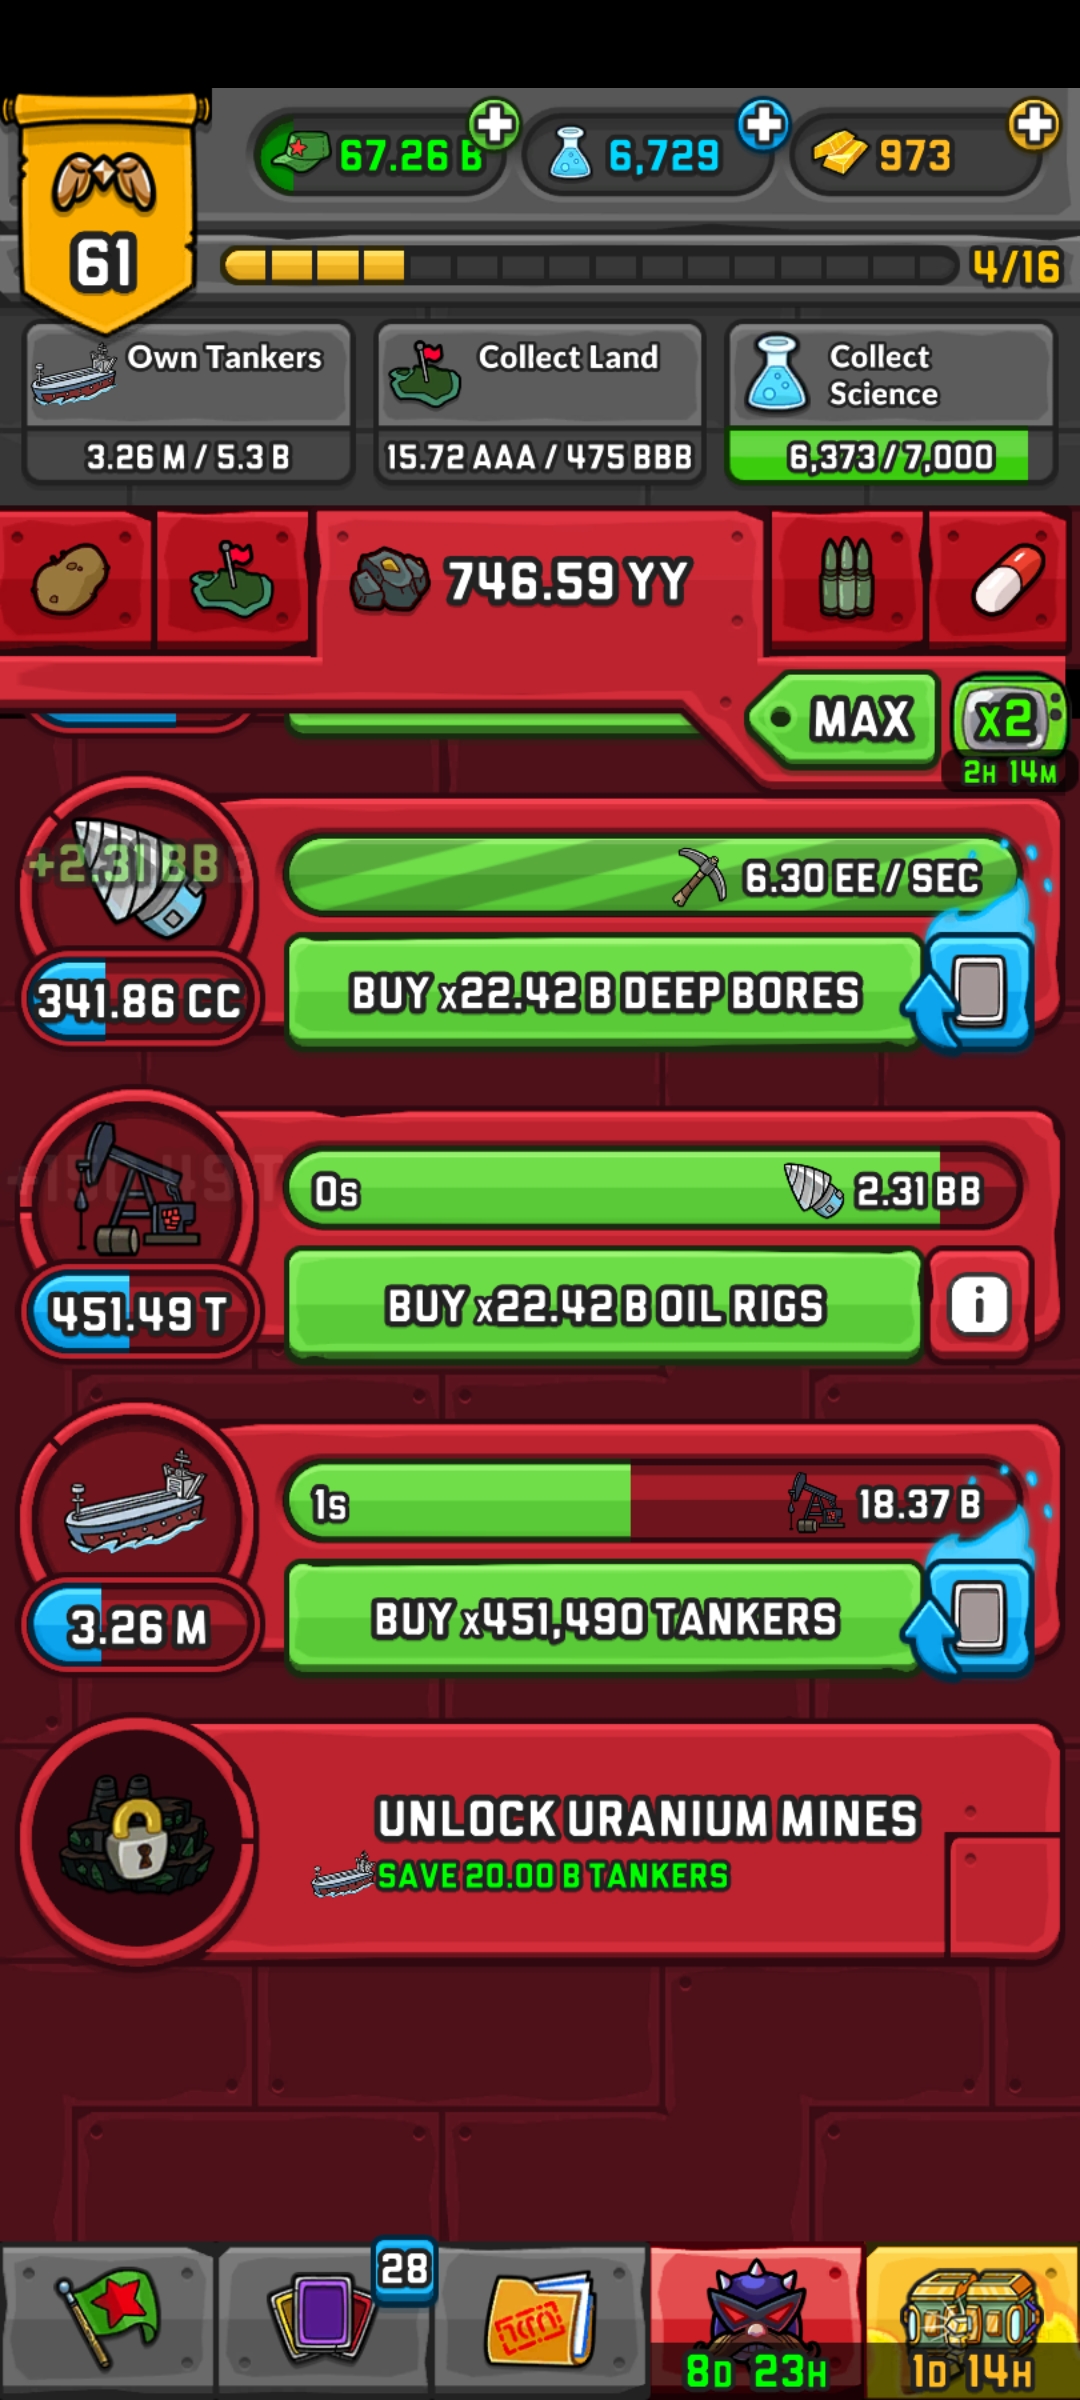 67.26 B
6,729
973
61
4/16
Own Tankers
3.26 M / 5.3 B
Collect Land
15.72 AAA / 475 BBB
Collect
Science
6,373 / 7,000
746.59 YY
MAX
x2
2H 14M
+2.31 BB
6.30 EE / SEC
341.86 CC
BUY x22.42 B DEEP BORES
0s
2.31 BB
451.49 T
BUY x22.42 B OIL RIGS
i
1s
18.37 B
3.26 M
BUY x451,490 TANKERS
UNLOCK URANIUM MINES
SAVE 20.00 B TANKERS
28
8D 23H
1D 14H